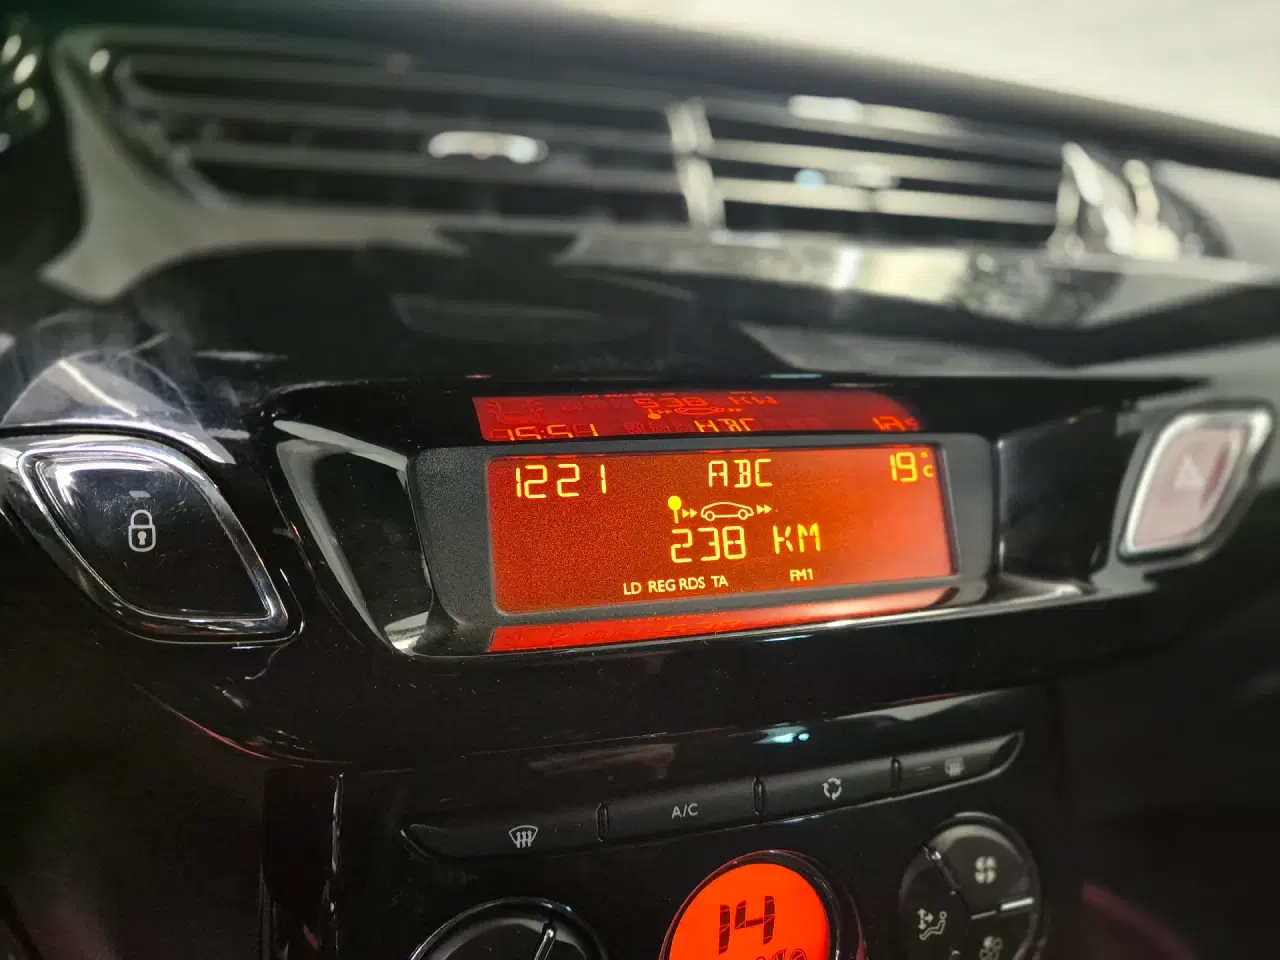 1221 ABC 19°C
238 KM
LD REG RDS TA FM1
A/C
14